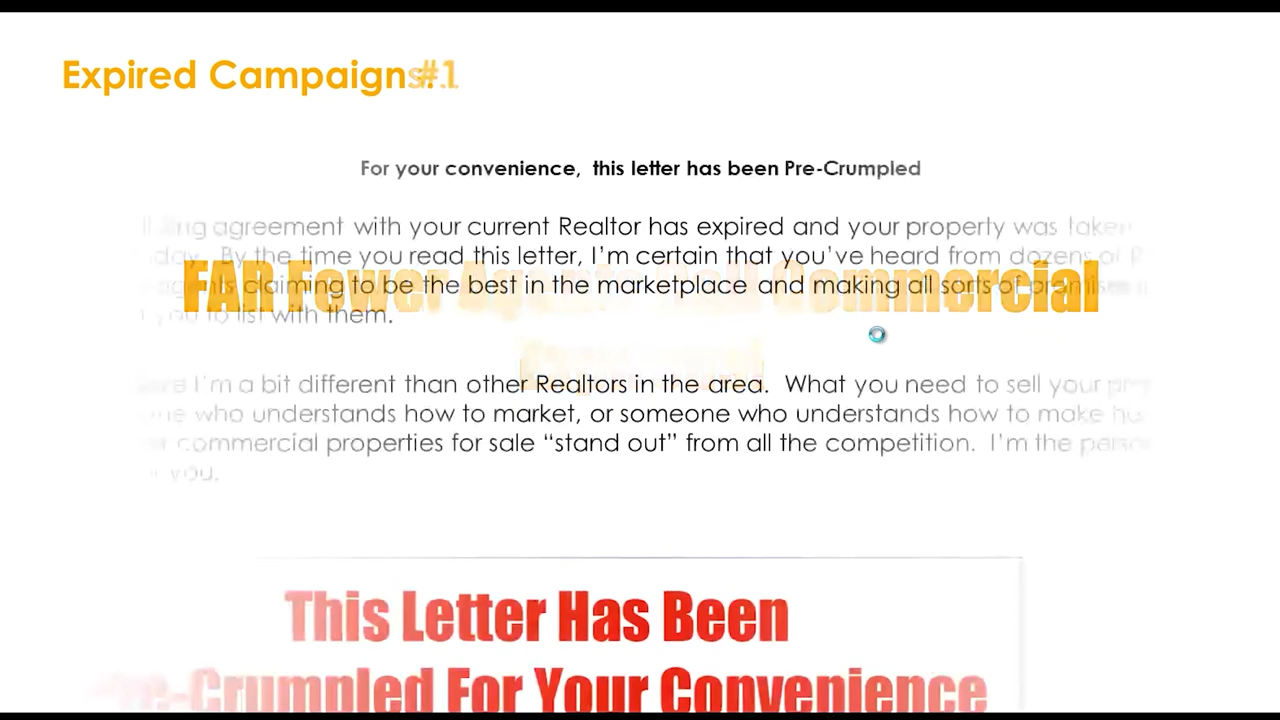 Expired Campaigns #1
For your convenience, this letter has been Pre-Crumpled
agreement with your current Realtor has expired and your property was taken
By the time you read this letter, I'm certain that you've heard from dozens of
claiming to be the best in the marketplace and making all sorts of
FAR Fewer Agents Call Commercial
you to list with them.
I'm a bit different than other Realtors in the area. What you need to sell your
who understands how to market, or someone who understands how to make
commercial properties for sale “stand out” from all the competition. I'm the
you.
This Letter Has Been
Pre-Crumpled For Your Convenience